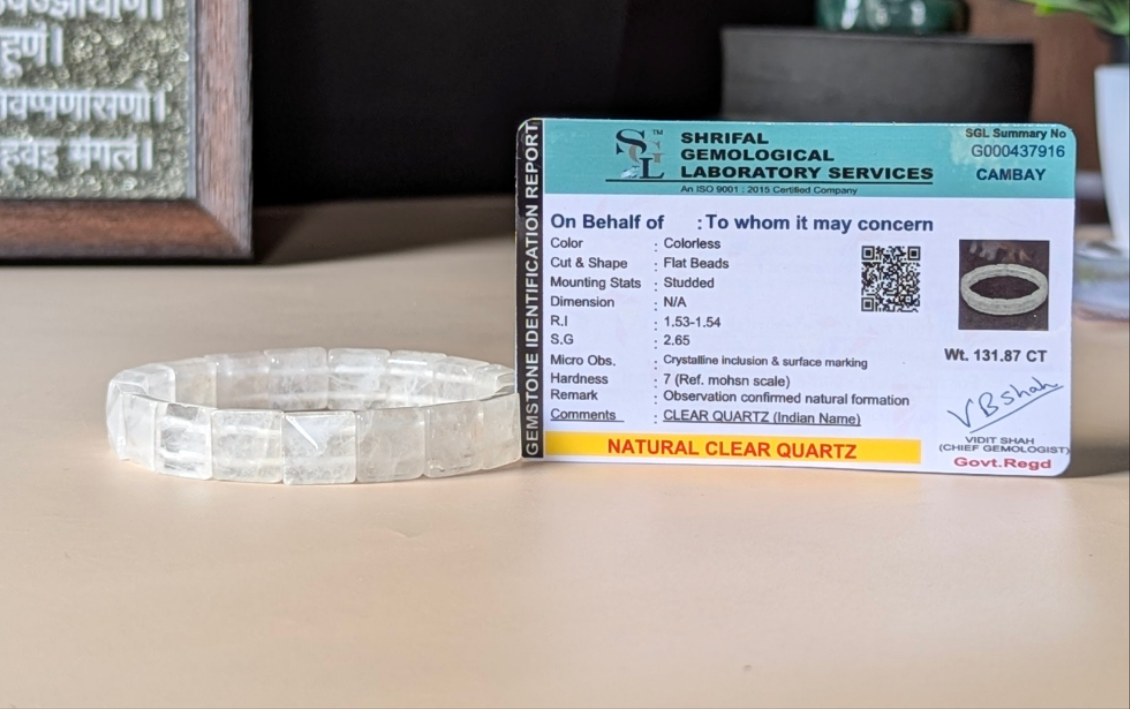 हूणं।
मंगलं।
GEMSTONE IDENTIFICATION REPORT
SGL
TM
SHRIFAL
GEMOLOGICAL
LABORATORY SERVICES
An ISO 9001 : 2015 Certified Company
SGL Summary No
G000437916
CAMBAY
On Behalf of : To whom it may concern
Color : Colorless
Cut & Shape : Flat Beads
Mounting Stats : Studded
Dimension : N/A
R.I : 1.53-1.54
S.G : 2.65
Micro Obs. : Crystalline inclusion & surface marking
Hardness : 7 (Ref. mohsn scale)
Remark : Observation confirmed natural formation
Comments : CLEAR QUARTZ (Indian Name)
NATURAL CLEAR QUARTZ
Wt. 131.87 CT
VBshah
VIDIT SHAH
(CHIEF GEMOLOGIST)
Govt.Regd